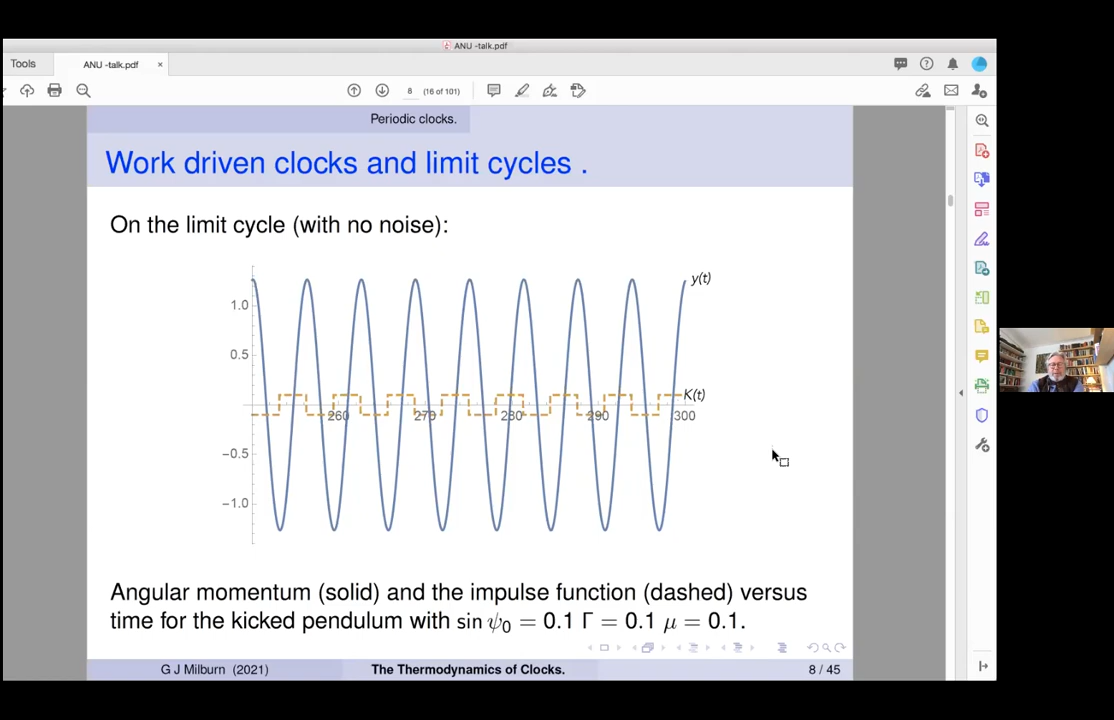 ANU -talk.pdf
Tools
ANU -talk.pdf ×
8 (16 of 101)
Periodic clocks.
Work driven clocks and limit cycles .
On the limit cycle (with no noise):
y(t)
1.0
0.5
K(t)
260 270 280 290 300
−0.5
−1.0
Angular momentum (solid) and the impulse function (dashed) versus
time for the kicked pendulum with sin ψ₀ = 0.1 Γ = 0.1 μ = 0.1.
G J Milburn (2021) The Thermodynamics of Clocks. 8 / 45